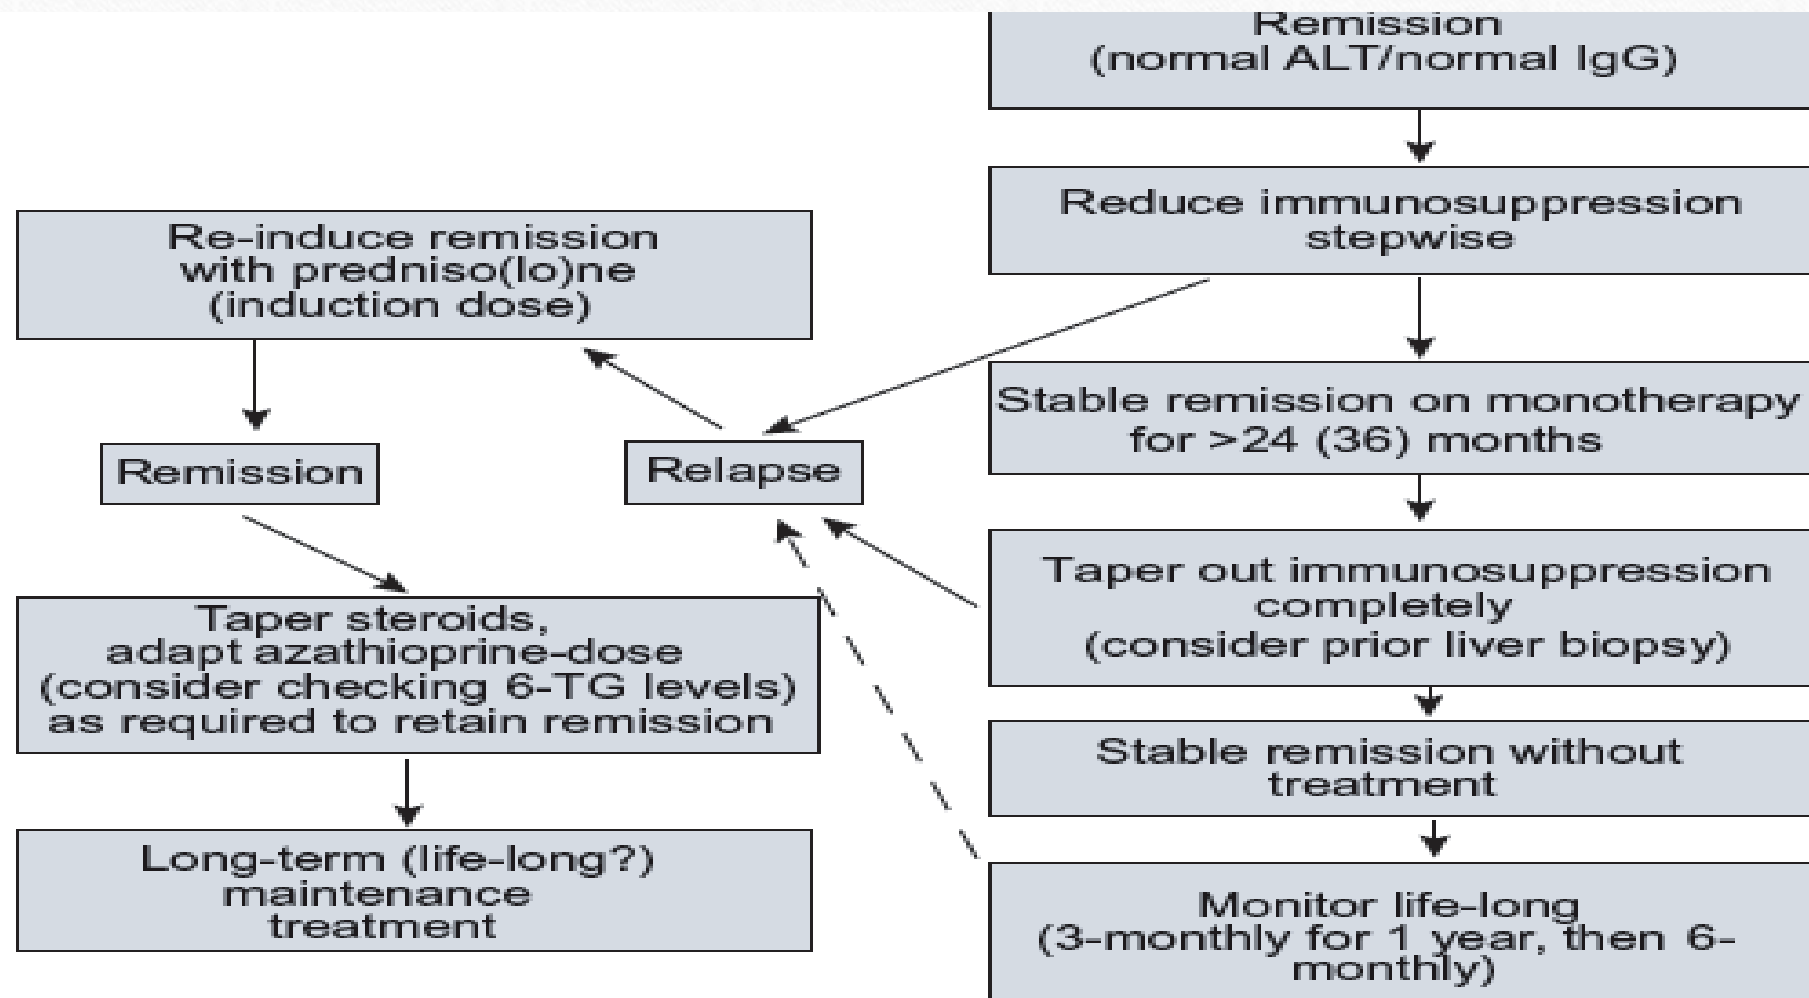 Remission
(normal ALT/normal IgG)
Reduce immunosuppression
stepwise
Stable remission on monotherapy
for >24 (36) months
Taper out immunosuppression
completely
(consider prior liver biopsy)
Stable remission without
treatment
Monitor life-long
(3-monthly for 1 year, then 6-
monthly)
Relapse
Re-induce remission
with predniso(lo)ne
(induction dose)
Remission
Taper steroids,
adapt azathioprine-dose
(consider checking 6-TG levels)
as required to retain remission
Long-term (life-long?)
maintenance
treatment